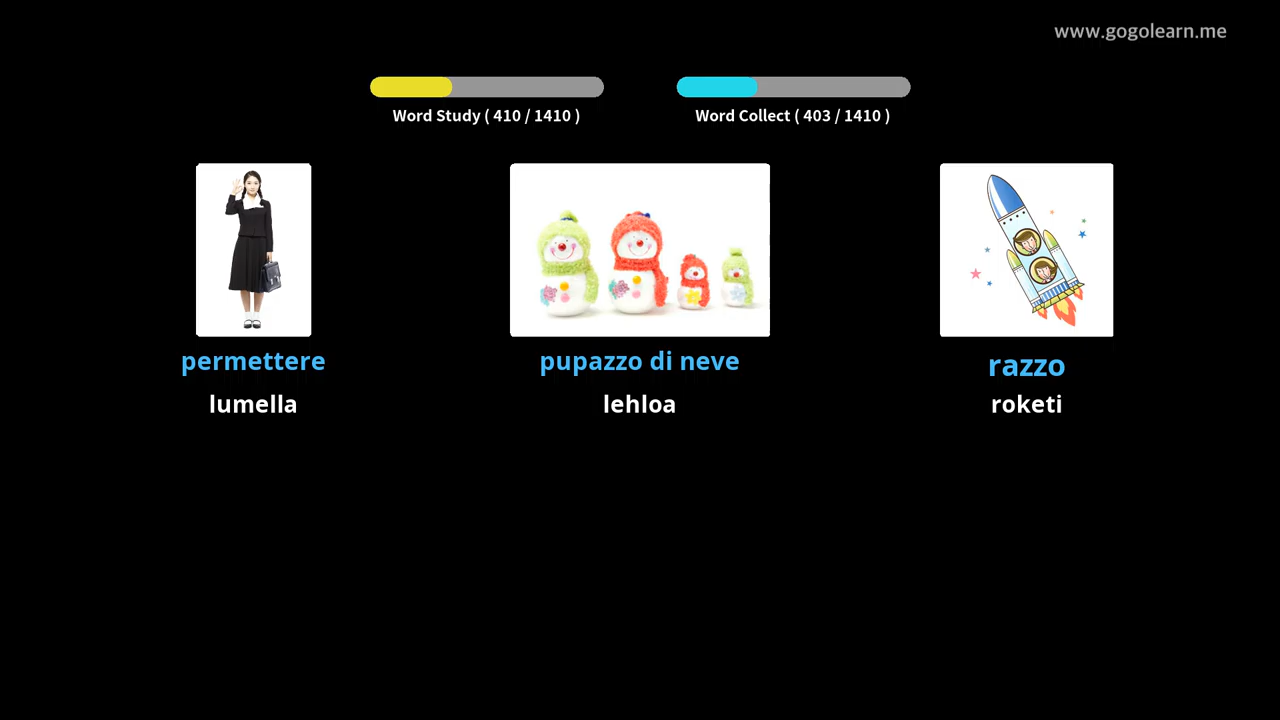 www.gogolearn.me
Word Study ( 410 / 1410 )
Word Collect ( 403 / 1410 )
permettere
lumella
pupazzo di neve
lehloa
razzo
roketi